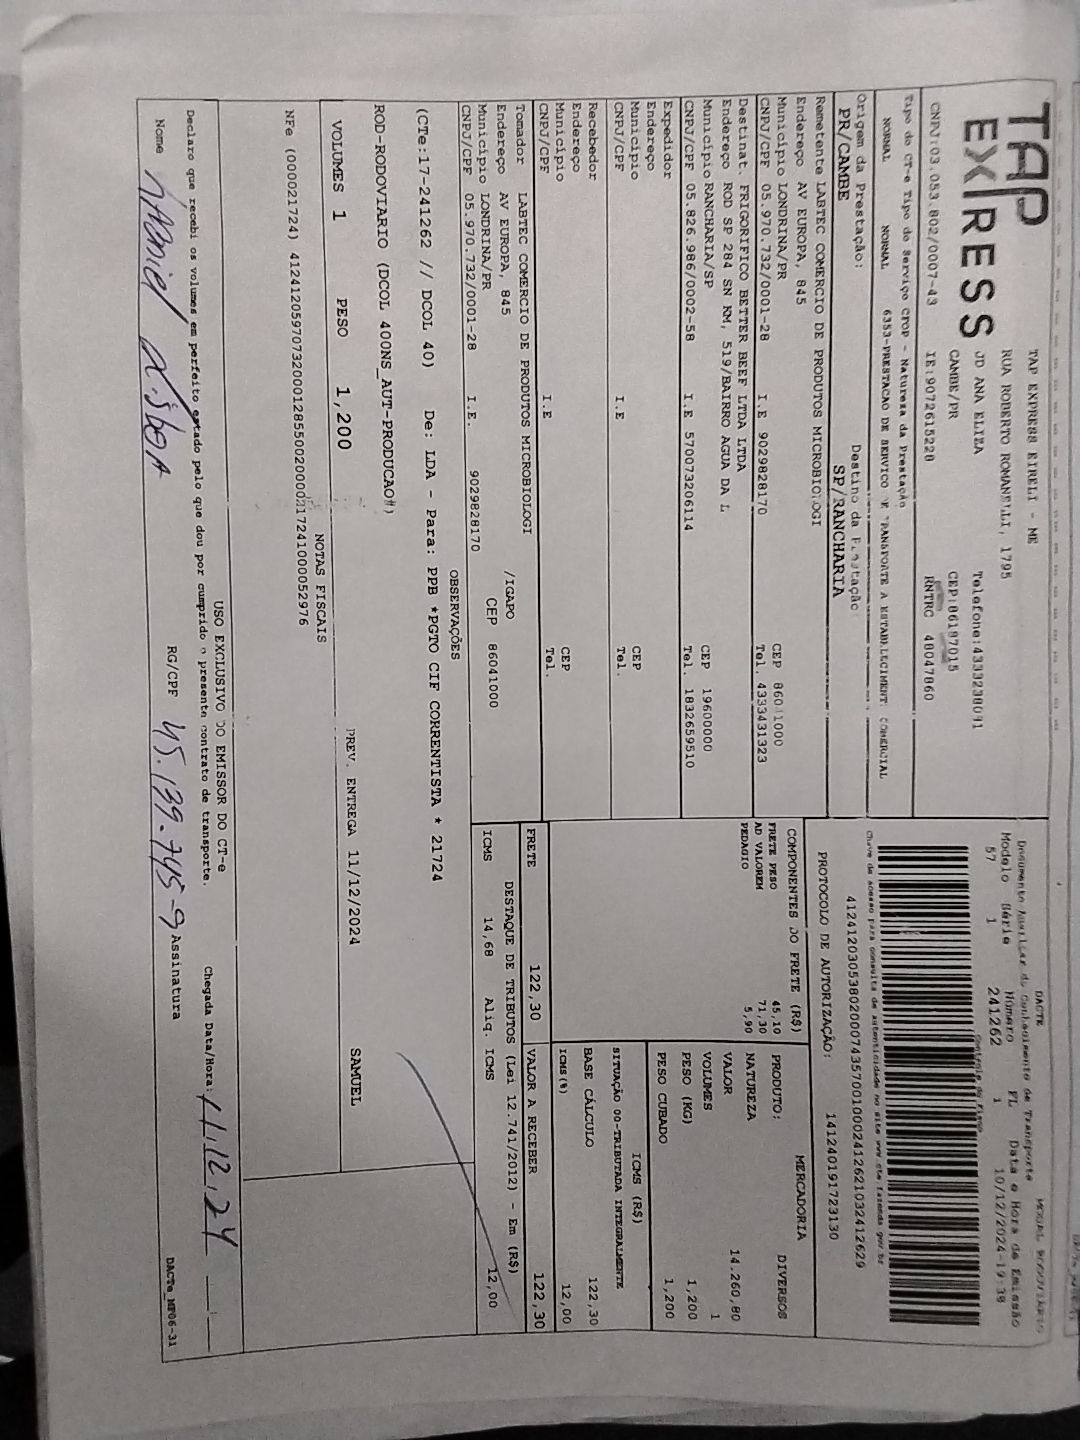 TAP EXPRESS
TAP EXPRESS EIRELI - ME
RUA ROBERTO ROMANELLI, 1795
JD ANA ELIZA Telefone:4333238091
CAMBE/PR CEP:86187015
CNPJ:03.053.802/0007-43 IE:9072615228 RNTRC 48047860
Tipo do CT-e Tipo do Serviço CFOP - Natureza da Prestação
NORMAL NORMAL 6353-PRESTACAO DE SERVICO DE TRANSPORTE A ESTABELECIMENT. COMERCIAL
Origem da Prestação: Destino da Prestação:
PR/CAMBE SP/RANCHARIA
Remetente LABTEC COMERCIO DE PRODUTOS MICROBIOLOGI
Endereço AV EUROPA, 845
Município LONDRINA/PR CEP 86041000
CNPJ/CPF 05.970.732/0001-28 I.E 9029828170 Tel. 4333431323
Destinat. FRIGORIFICO BETTER BEEF LTDA LTDA
Endereço ROD SP 284 SN KM, 519/BAIRRO AGUA DA L
Município RANCHARIA/SP CEP 19600000
CNPJ/CPF 05.826.986/0002-58 I.E 570073206114 Tel. 1832659510
Expedidor
Endereço
Município CEP
CNPJ/CPF I.E Tel.
Recebedor
Endereço
Município CEP
CNPJ/CPF I.E Tel.
Tomador LABTEC COMERCIO DE PRODUTOS MICROBIOLOGI
Endereço AV EUROPA, 845 /IGAPO
Município LONDRINA/PR CEP 86041000
CNPJ/CPF 05.970.732/0001-28 I.E. 9029828170
DACTE MODAL RODOVIÁRIO
Documento Auxiliar do Conhecimento de Transporte
Modelo Série Número FL Data e Hora de Emissão
57 1 241262 1 10/12/2024-19:38
Controle do Fisco
Chave de acesso para consulta de autenticidade no site www.cte.fazenda.gov.br
41241203053802000743570010002412621032412629
PROTOCOLO DE AUTORIZAÇÃO: 141240191723130
COMPONENTES DO FRETE (R$)
FRETE PESO 45,10
AD VALOREM 71,30
PEDAGIO 5,90
MERCADORIA
PRODUTO: DIVERSOS
NATUREZA
VALOR 14.260,80
VOLUMES 1
PESO (KG) 1,200
PESO CUBADO 1,200
ICMS (R$)
SITUAÇÃO 00-TRIBUTADA INTEGRALMENTE
BASE CÁLCULO 122,30
ICMS (%) 12,00
FRETE 122,30 VALOR A RECEBER 122,30
DESTAQUE DE TRIBUTOS (Lei 12.741/2012) - Em (R$)
ICMS 14,68 Aliq. ICMS 12,00
OBSERVAÇÕES
(CTe:17-241262 // DCOL 40) De: LDA - Para: PPB *PGTO CIF CORRENTISTA * 21724
ROD-RODOVIARIO (DCOL 400NS_AUT-PRODUCAO#)
VOLUMES 1 PESO 1,200 PREV. ENTREGA 11/12/2024 SAMUEL
NOTAS FISCAIS
NFe (000021724) 41241205970732000128550020000217241000052976
USO EXCLUSIVO DO EMISSOR DO CT-e
Declaro que recebi os volumes em perfeito estado pelo que dou por cumprido o presente contrato de transporte. Chegada Data/Hora: 11.12.24
Nome RG/CPF 45.139.745-9 Assinatura
DACTe_MF06-31